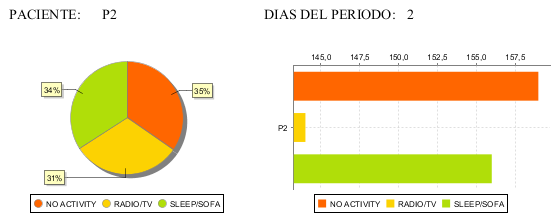 PACIENTE: P2
DIAS DEL PERIODO: 2
34%
35%
31%
NO ACTIVITY RADIO/TV SLEEP/SOFA
145,0 147,5 150,0 152,5 155,0 157,5
P2
NO ACTIVITY RADIO/TV SLEEP/SOFA